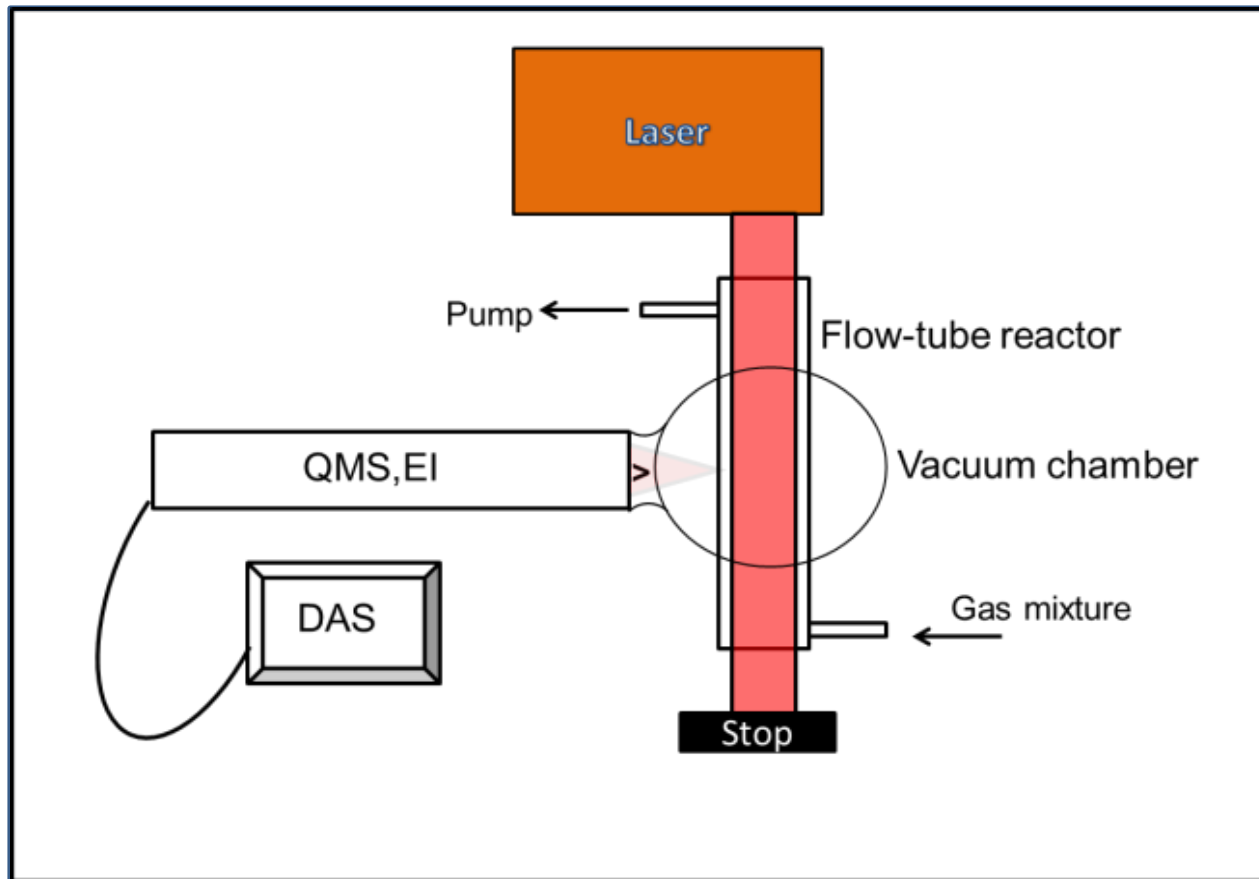 Laser
Pump
Flow-tube reactor
QMS,EI
>
Vacuum chamber
DAS
Gas mixture
Stop